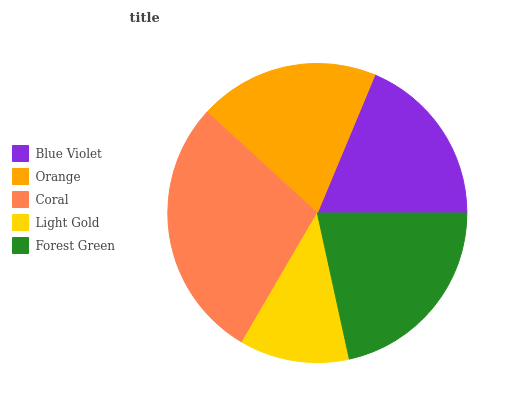 title
Blue Violet
Orange
Coral
Light Gold
Forest Green